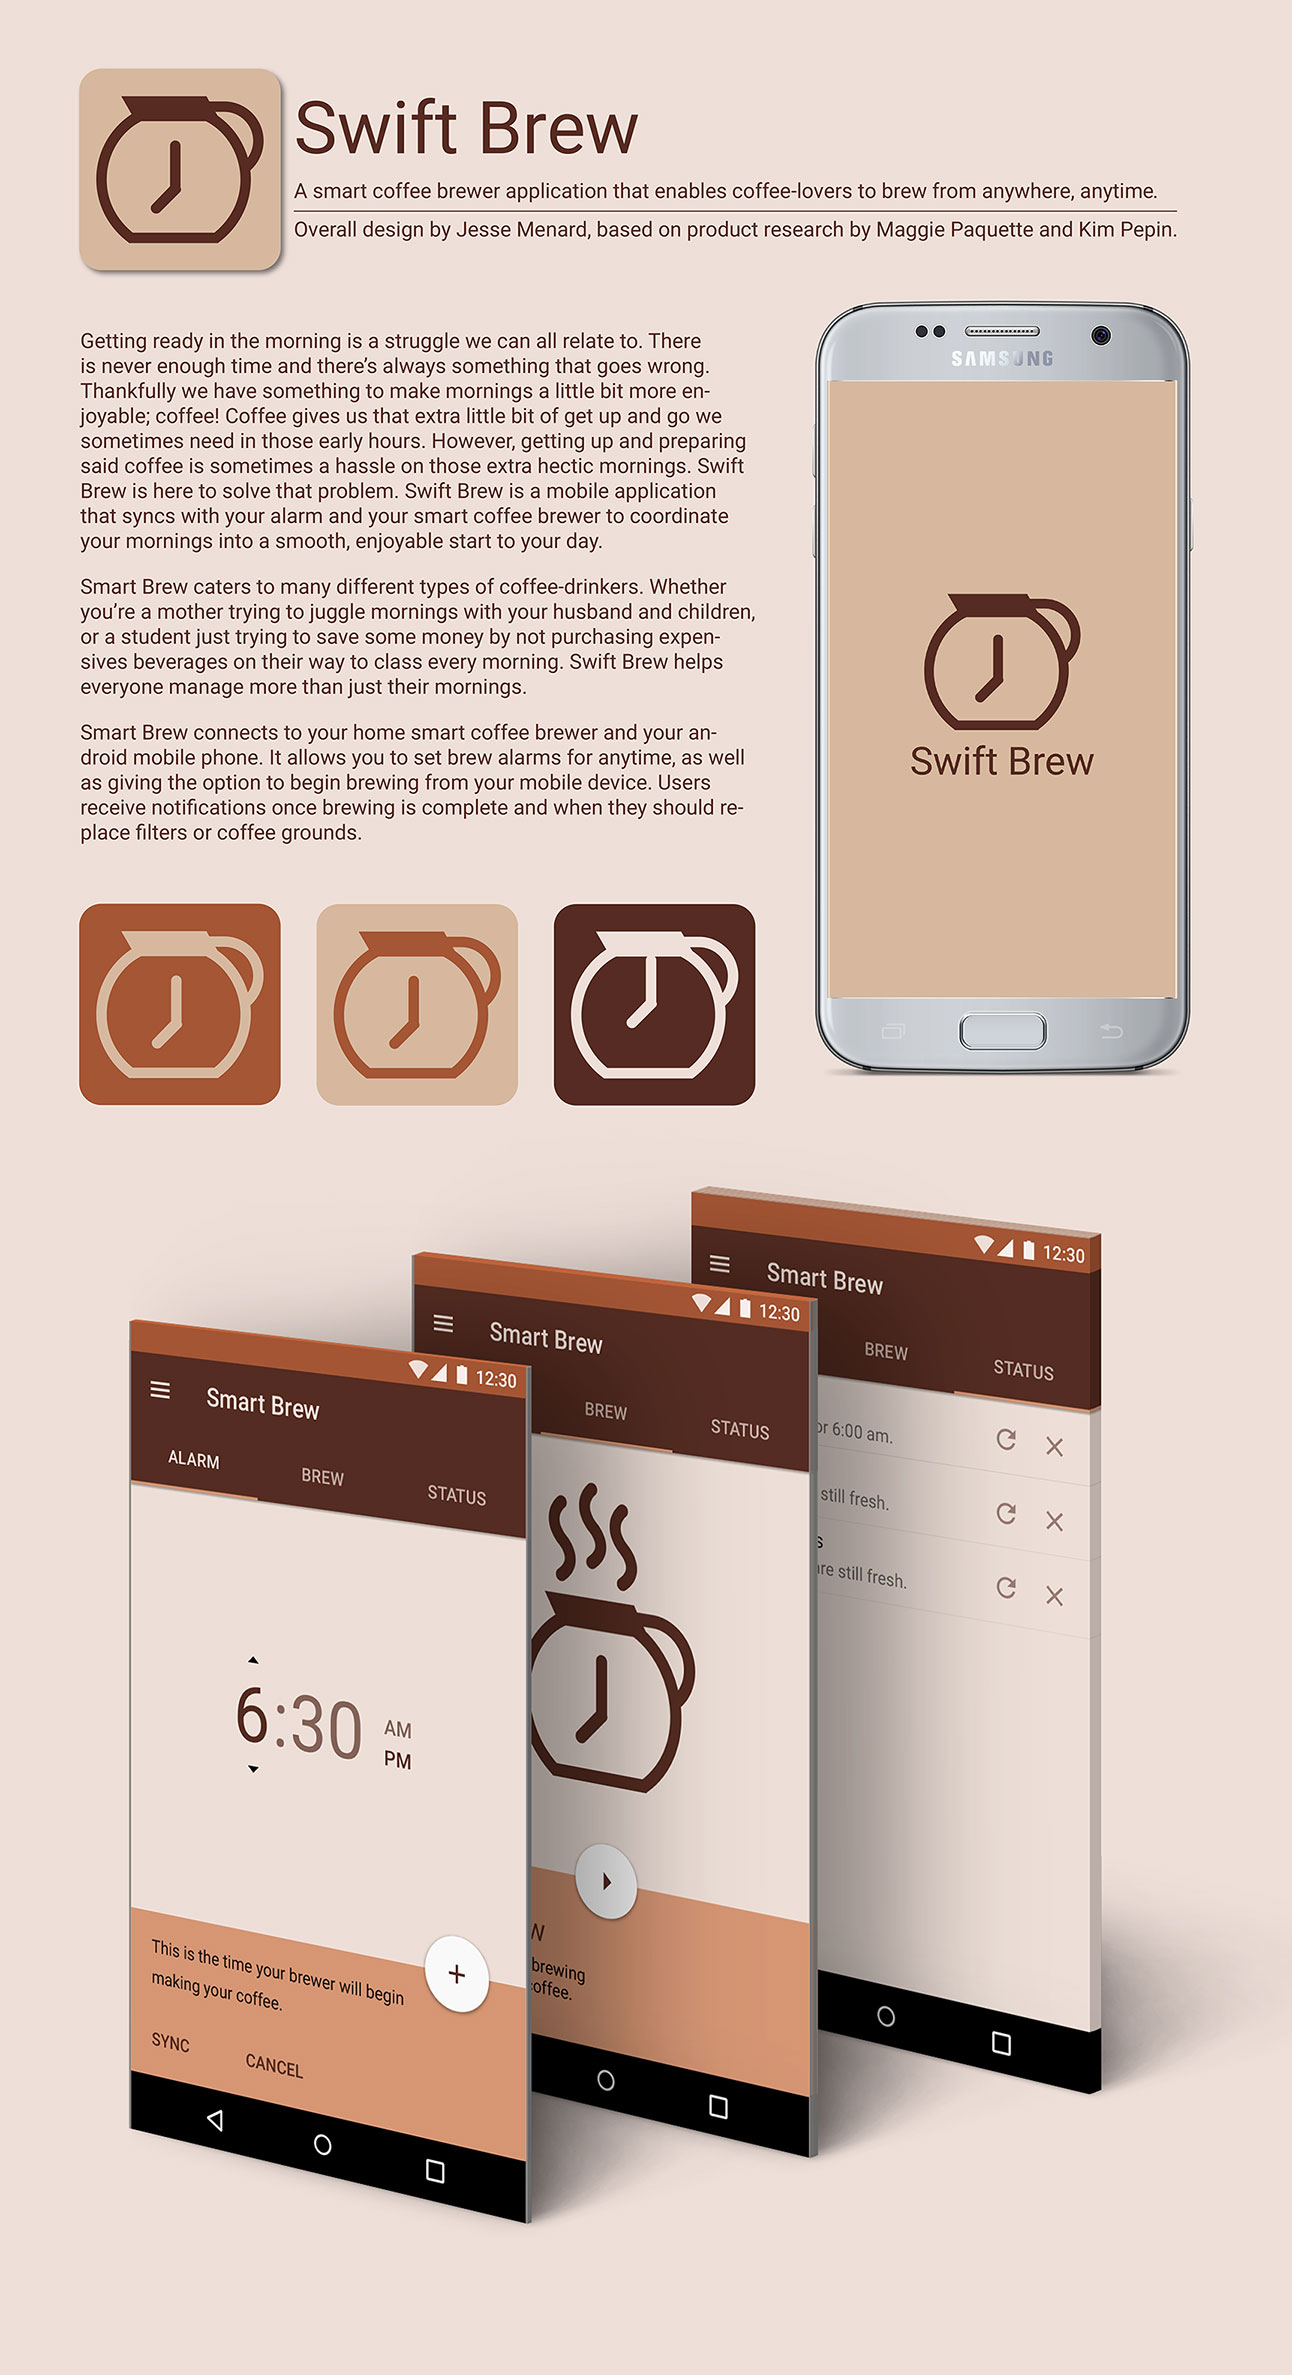 Swift Brew
A smart coffee brewer application that enables coffee-lovers to brew from anywhere, anytime.
Overall design by Jesse Menard, based on product research by Maggie Paquette and Kim Pepin.
Getting ready in the morning is a struggle we can all relate to. There
is never enough time and there's always something that goes wrong.
Thankfully we have something to make mornings a little bit more en-
joyable; coffee! Coffee gives us that extra little bit of get up and go we
sometimes need in those early hours. However, getting up and preparing
said coffee is sometimes a hassle on those extra hectic mornings. Swift
Brew is here to solve that problem. Swift Brew is a mobile application
that syncs with your alarm and your smart coffee brewer to coordinate
your mornings into a smooth, enjoyable start to your day.
Smart Brew caters to many different types of coffee-drinkers. Whether
you're a mother trying to juggle mornings with your husband and children,
or a student just trying to save some money by not purchasing expen-
sives beverages on their way to class every morning. Swift Brew helps
everyone manage more than just their mornings.
Smart Brew connects to your home smart coffee brewer and your an-
droid mobile phone. It allows you to set brew alarms for anytime, as well
as giving the option to begin brewing from your mobile device. Users
receive notifications once brewing is complete and when they should re-
place filters or coffee grounds.
SAMSUNG
Swift Brew
12:30
Smart Brew
ALARM
BREW
STATUS
6:30
AM
PM
This is the time your brewer will begin
making your coffee.
SYNC
CANCEL
12:30
Smart Brew
BREW
STATUS
W
brewing
offee.
12:30
Smart Brew
BREW
STATUS
or 6:00 am.
still fresh.
s
are still fresh.